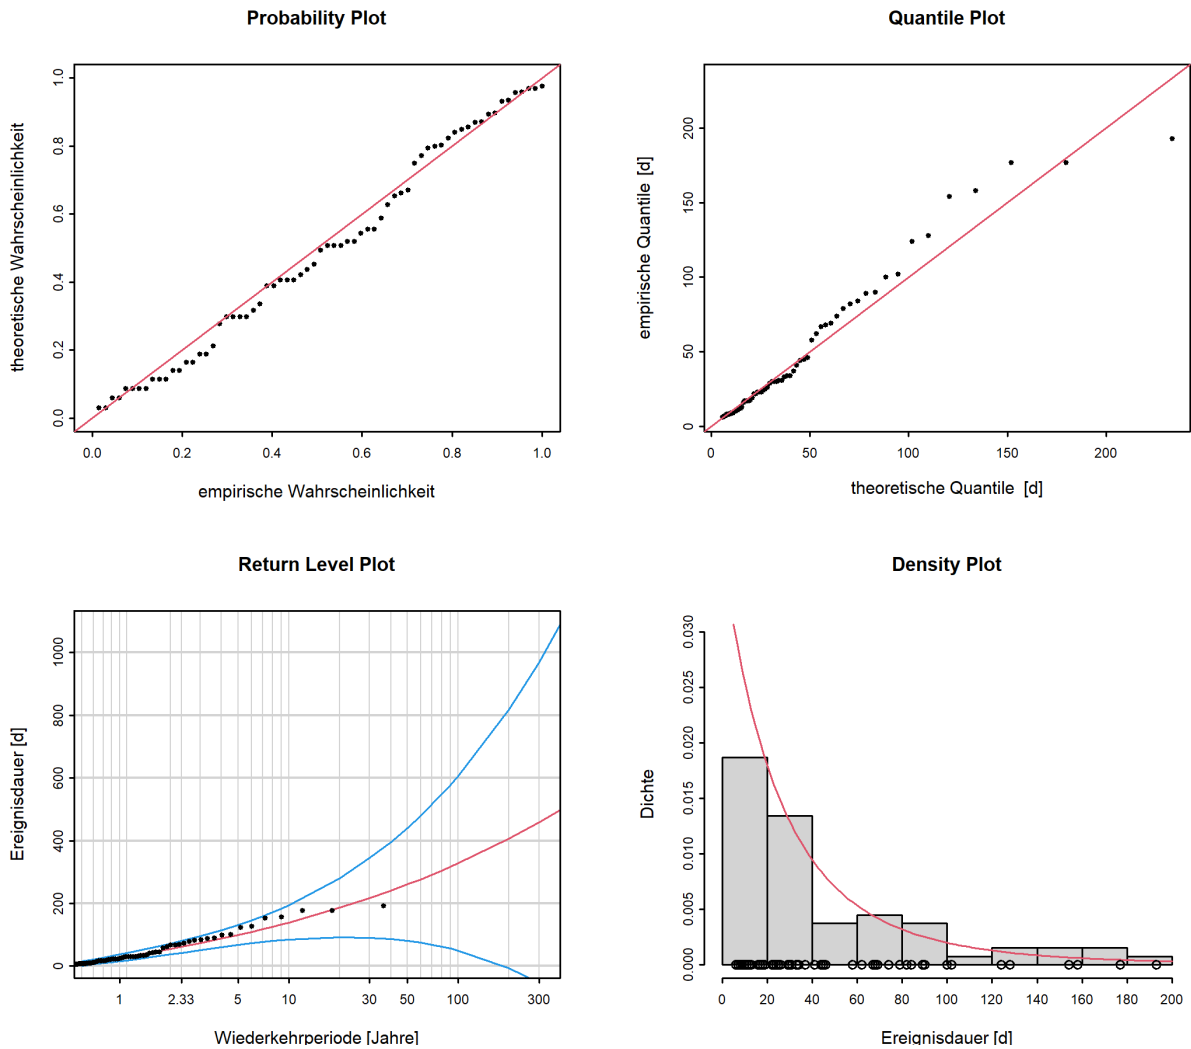 Probability Plot
theoretische Wahrscheinlichkeit
0.0 0.2 0.4 0.6 0.8 1.0
0.0 0.2 0.4 0.6 0.8 1.0
empirische Wahrscheinlichkeit
Quantile Plot
empirische Quantile [d]
0 50 100 150 200
0 50 100 150 200
theoretische Quantile [d]
Return Level Plot
Ereignisdauer [d]
0 200 400 600 800 1000
1 2.33 5 10 30 50 100 300
Wiederkehrperiode [Jahre]
Density Plot
Dichte
0.000 0.005 0.010 0.015 0.020 0.025 0.030
0 20 40 60 80 100 120 140 160 180 200
Ereignisdauer [d]